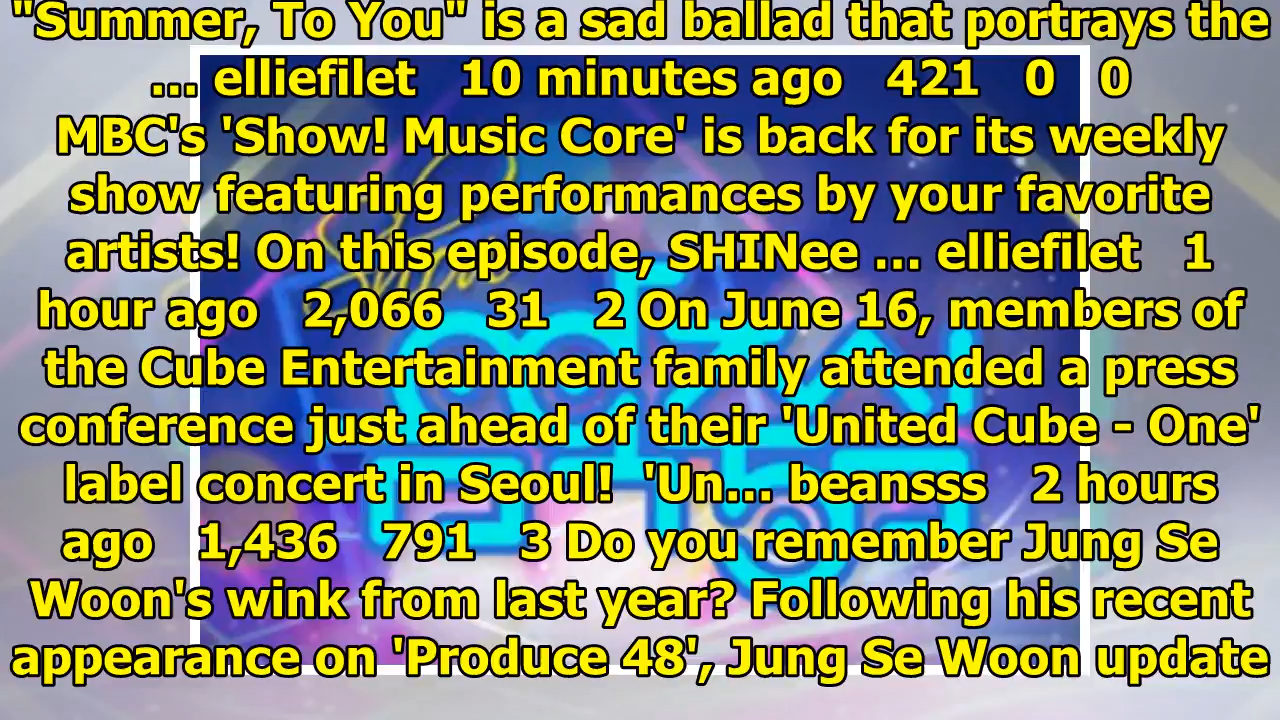 "Summer, To You" is a sad ballad that portrays the
... elliefilet 10 minutes ago 421 0 0
MBC's 'Show! Music Core' is back for its weekly
show featuring performances by your favorite
artists! On this episode, SHINee ... elliefilet 1
hour ago 2,066 31 2 On June 16, members of
the Cube Entertainment family attended a press
conference just ahead of their 'United Cube - One'
label concert in Seoul! 'Un... beansss 2 hours
ago 1,436 791 3 Do you remember Jung Se
Woon's wink from last year? Following his recent
appearance on 'Produce 48', Jung Se Woon update